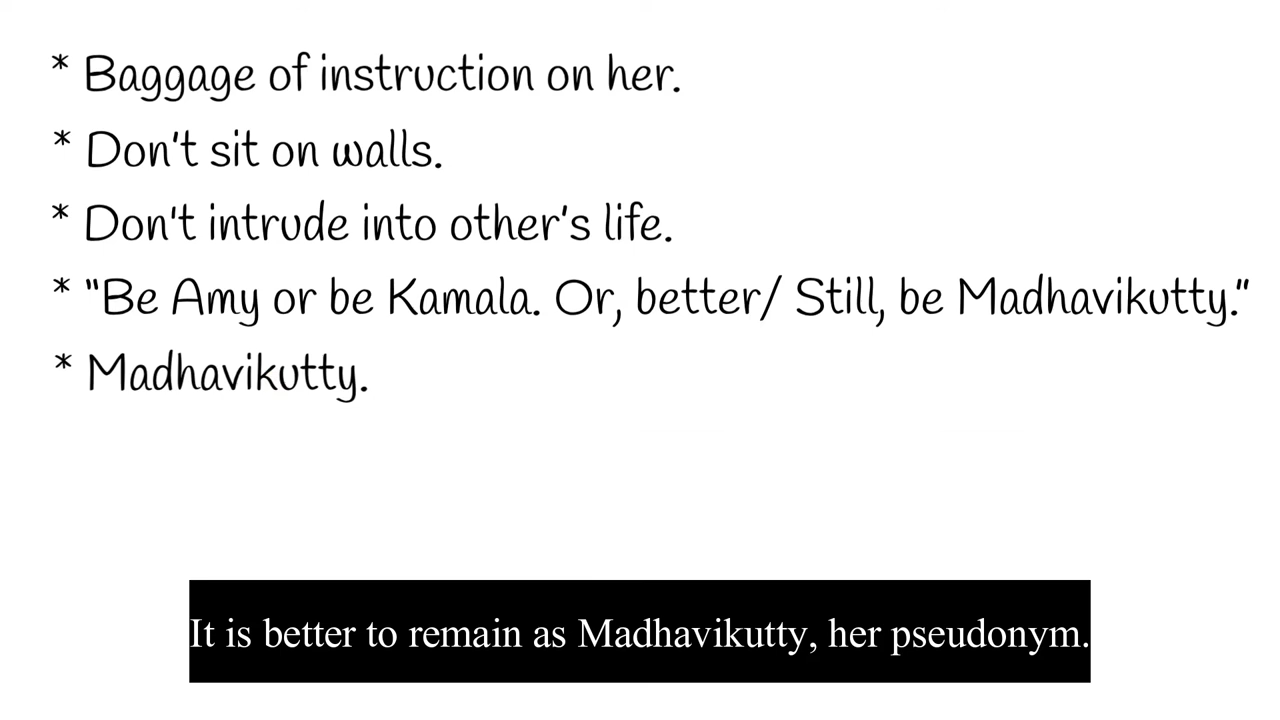 * Baggage of instruction on her.
* Don't sit on walls.
* Don't intrude into other's life.
* "Be Amy or be Kamala. Or, better/ Still, be Madhavikutty."
* Madhavikutty.
It is better to remain as Madhavikutty, her pseudonym.